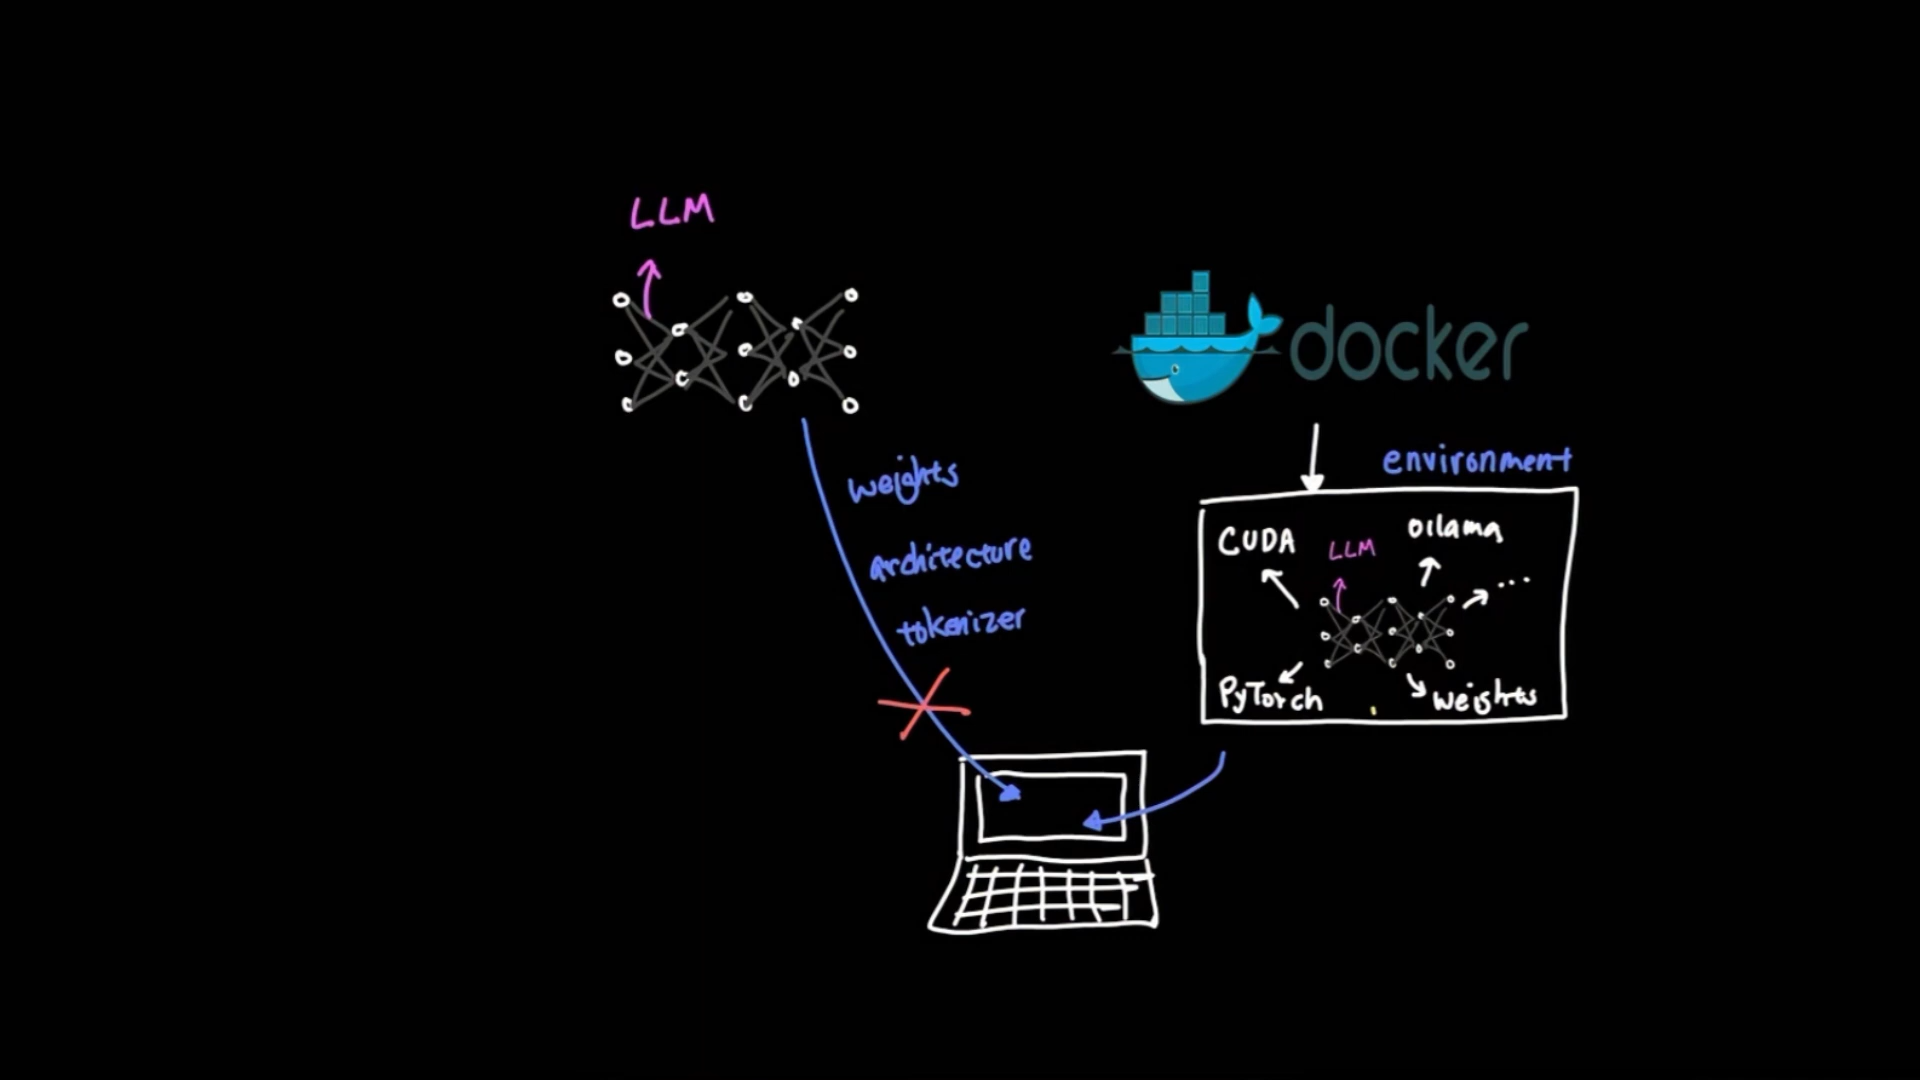 LLM
docker
weights
environment
architecture
CUDA
LLM
ollama
...
tokenizer
PyTorch
weights